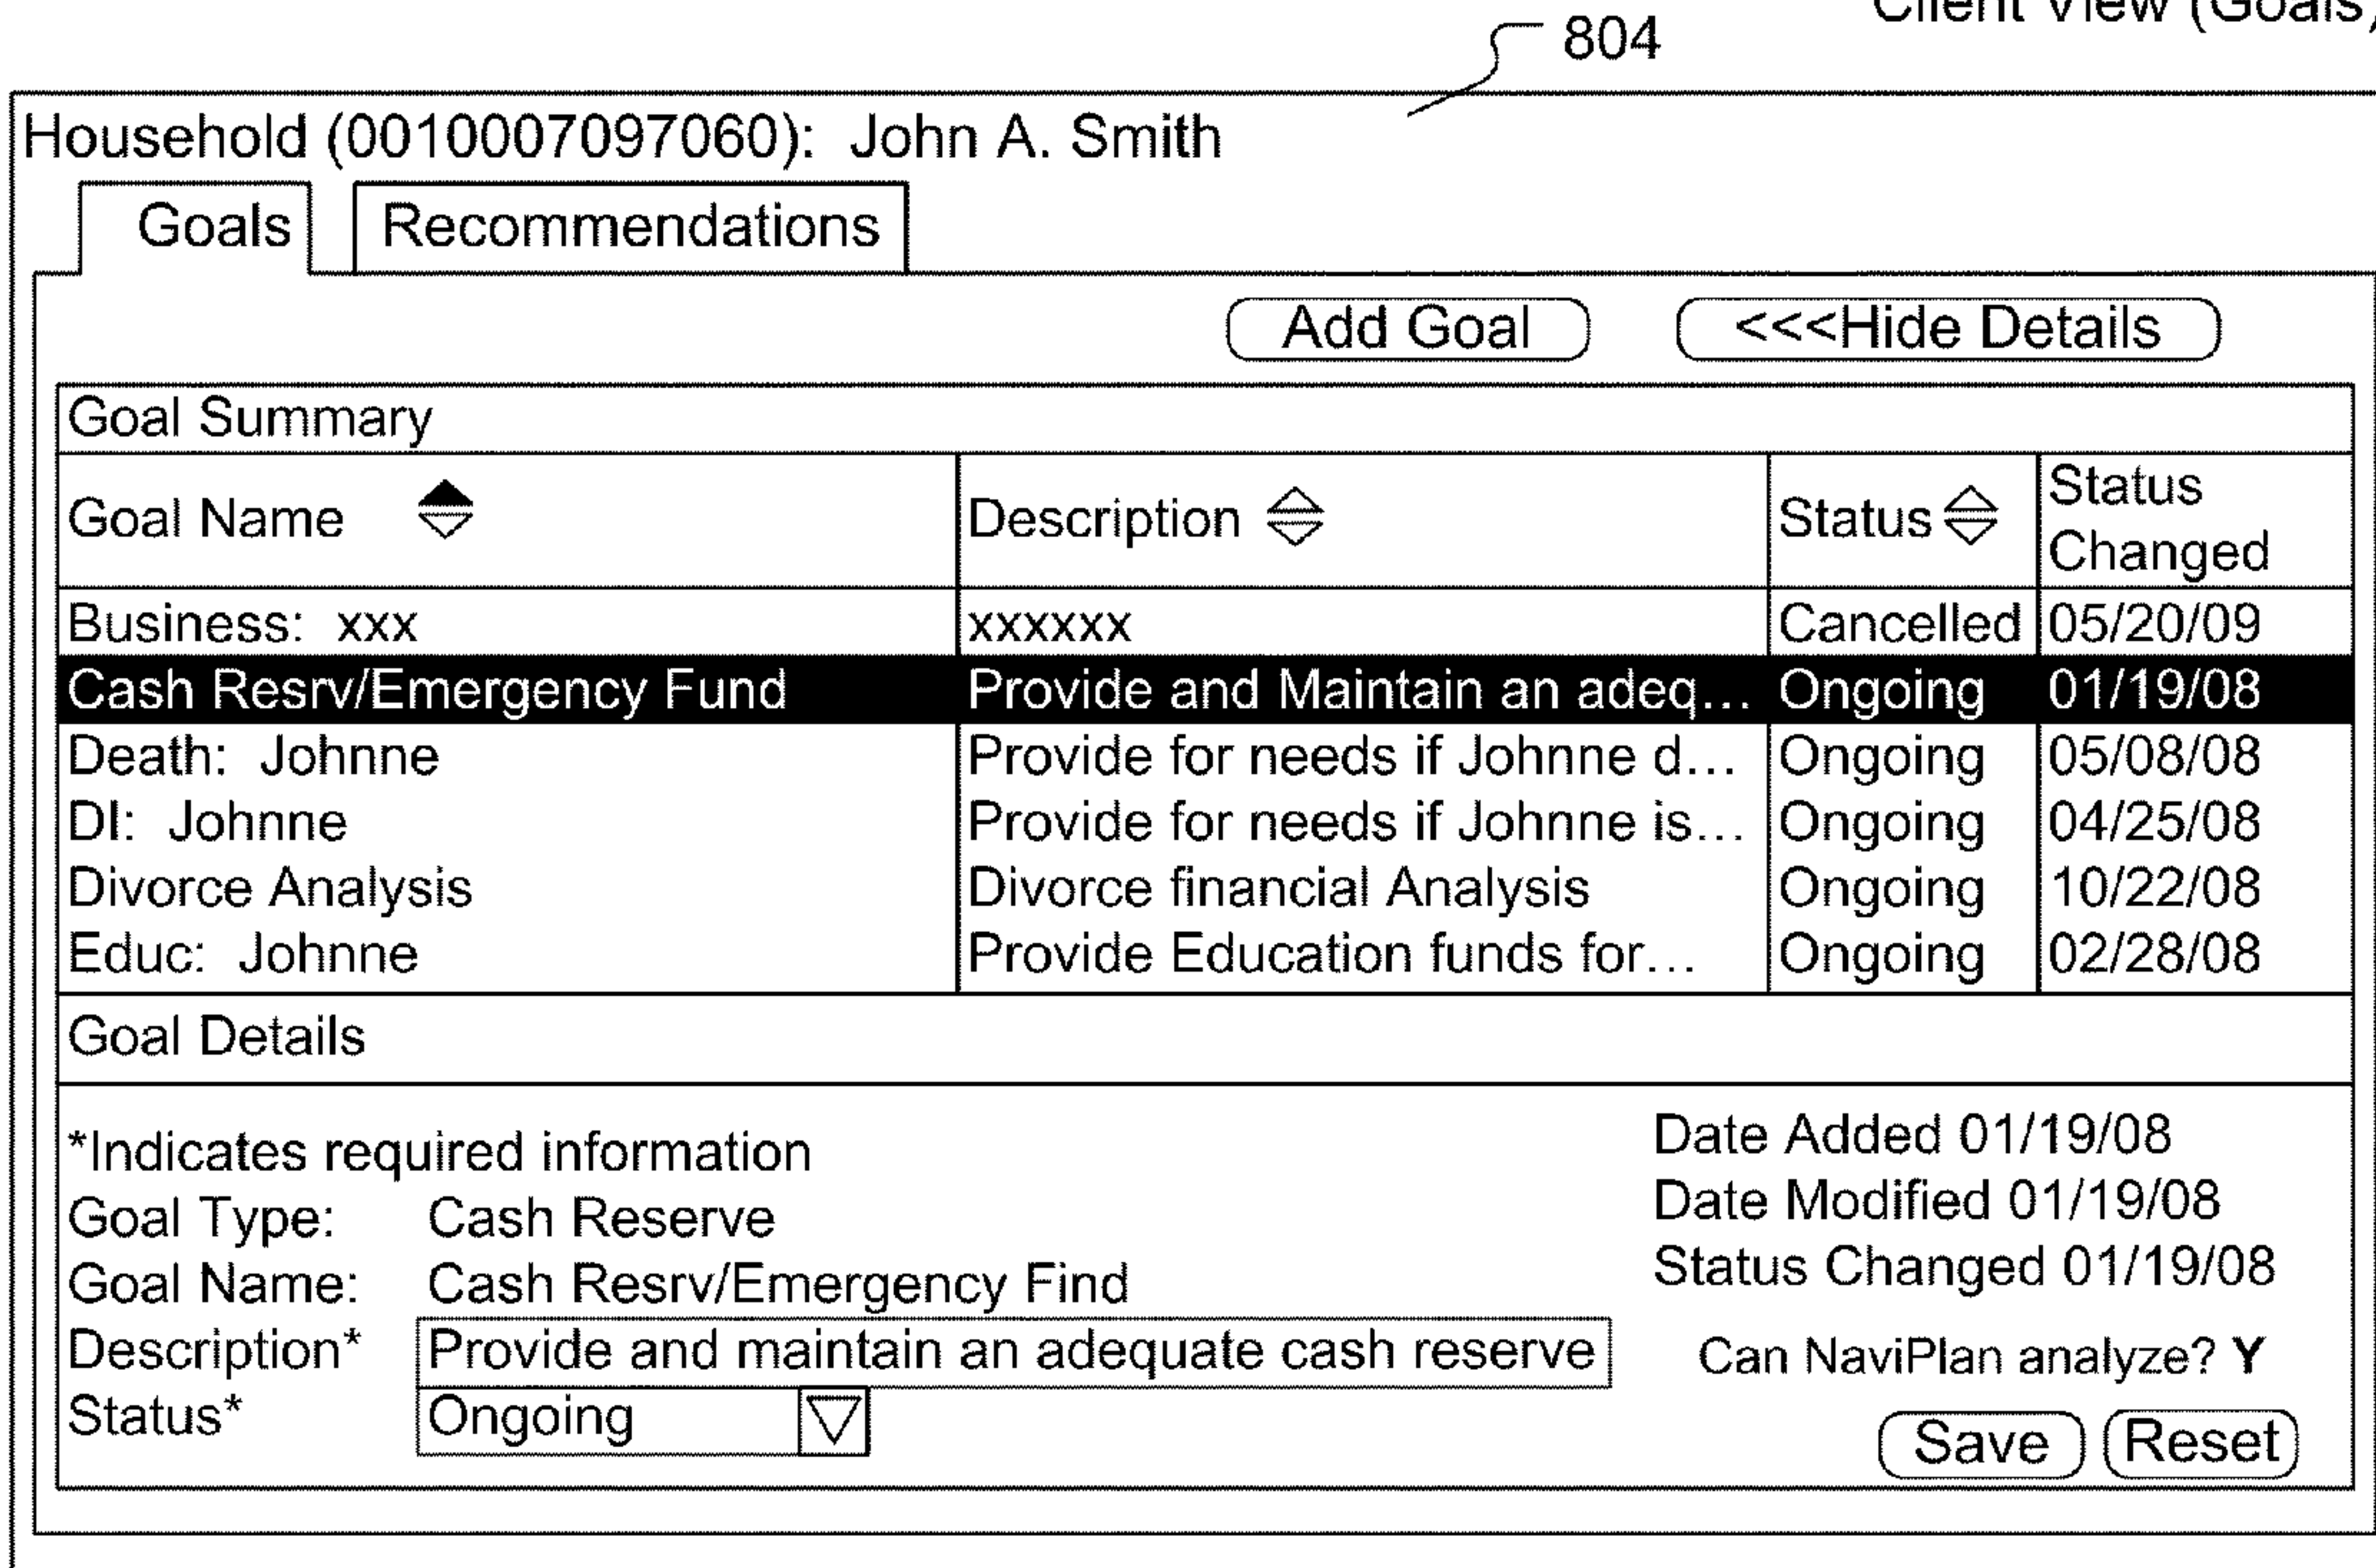 Client View (Goals)
804
Household (0010007097060): John A. Smith
Goals Recommendations
Add Goal <<<Hide Details
Goal Summary
Goal Name Description Status Status Changed
Business: xxx xxxxxx Cancelled 05/20/09
Cash Resrv/Emergency Fund Provide and Maintain an adeq... Ongoing 01/19/08
Death: Johnne Provide for needs if Johnne d... Ongoing 05/08/08
DI: Johnne Provide for needs if Johnne is... Ongoing 04/25/08
Divorce Analysis Divorce financial Analysis Ongoing 10/22/08
Educ: Johnne Provide Education funds for... Ongoing 02/28/08
Goal Details
*Indicates required information Date Added 01/19/08
Goal Type: Cash Reserve Date Modified 01/19/08
Goal Name: Cash Resrv/Emergency Find Status Changed 01/19/08
Description* Provide and maintain an adequate cash reserve Can NaviPlan analyze? Y
Status* Ongoing Save Reset